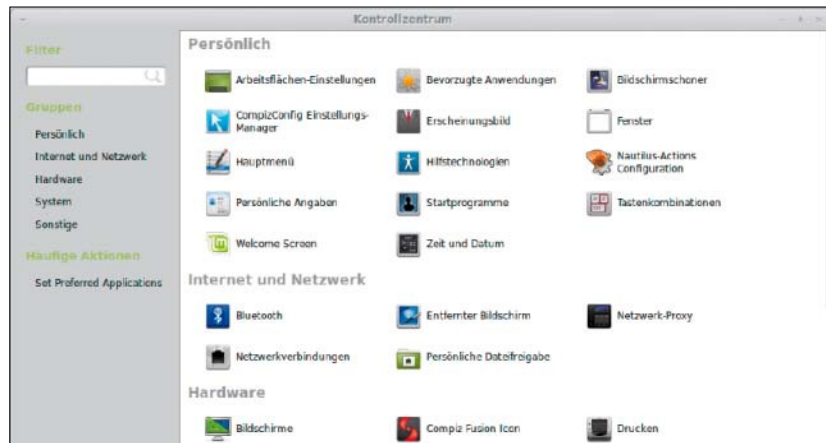 Kontrollzentrum
Filter
Gruppen
Persönlich
Internet und Netzwerk
Hardware
System
Sonstige
Häufige Aktionen
Set Preferred Applications
Persönlich
Arbeitsflächen-Einstellungen
Bevorzugte Anwendungen
Bildschirmschoner
CompizConfig Einstellungs-
Manager
Erscheinungsbild
Fenster
Hauptmenü
Hilfstechnologien
Nautilus-Actions
Configuration
Persönliche Angaben
Startprogramme
Tastenkombinationen
Welcome Screen
Zeit und Datum
Internet und Netzwerk
Bluetooth
Entfernter Bildschirm
Netzwerk-Proxy
Netzwerkverbindungen
Persönliche Dateifreigabe
Hardware
Bildschirme
Compiz Fusion Icon
Drucken